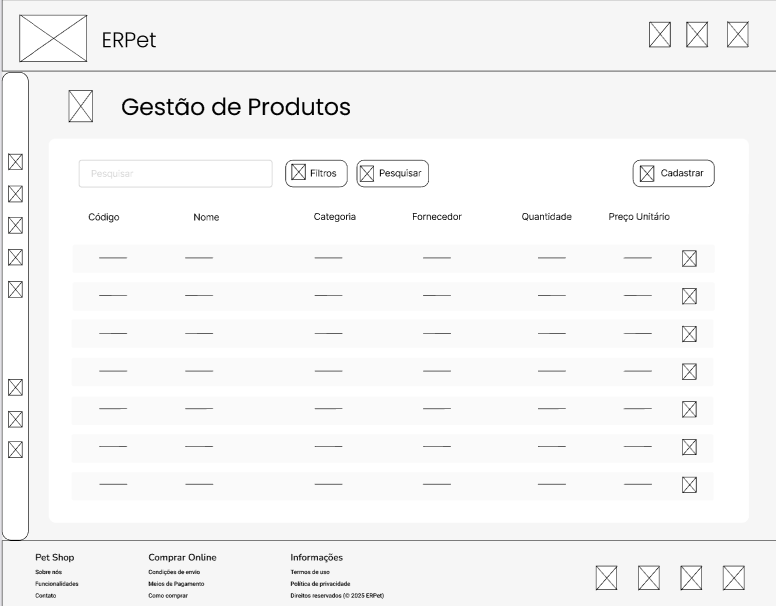 ERPet
Gestão de Produtos
Pesquisar Filtros Pesquisar Cadastrar
Código Nome Categoria Fornecedor Quantidade Preço Unitário
Pet Shop
Sobre nós
Funcionalidades
Contato
Comprar Online
Condições de envio
Meios de Pagamento
Como comprar
Informações
Termos de uso
Política de privacidade
Direitos reservados (© 2025 ERPet)